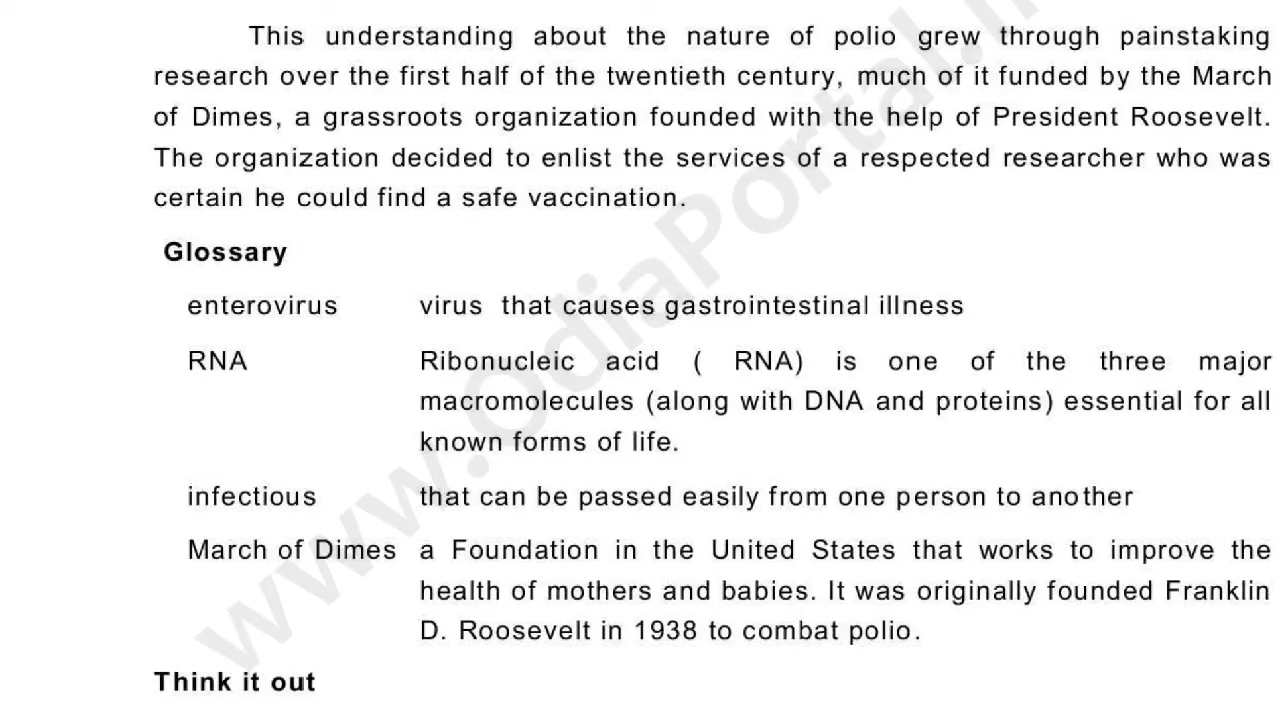 This understanding about the nature of polio grew through painstaking
research over the first half of the twentieth century, much of it funded by the March
of Dimes, a grassroots organization founded with the help of President Roosevelt.
The organization decided to enlist the services of a respected researcher who was
certain he could find a safe vaccination.
Glossary
enterovirus virus that causes gastrointestinal illness
RNA Ribonucleic acid ( RNA) is one of the three major
macromolecules (along with DNA and proteins) essential for all
known forms of life.
infectious that can be passed easily from one person to another
March of Dimes a Foundation in the United States that works to improve the
health of mothers and babies. It was originally founded Franklin
D. Roosevelt in 1938 to combat polio.
Think it out
www.OdiaPortal.in